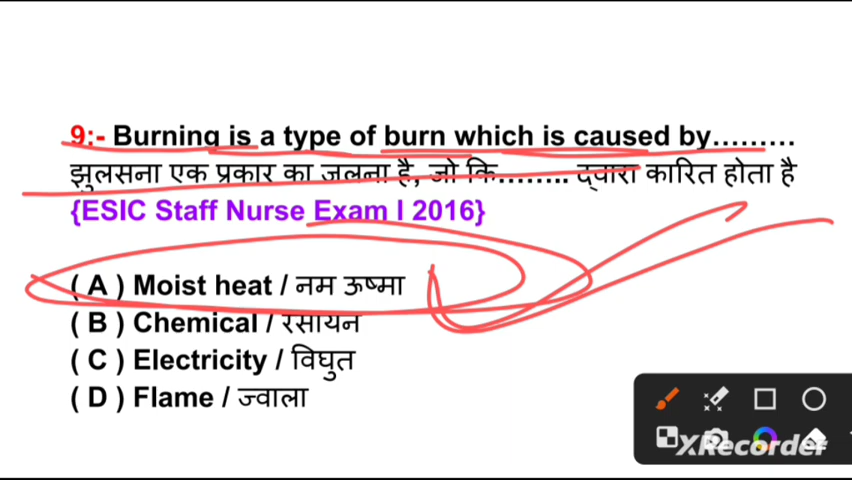 9:- Burning is a type of burn which is caused by.........
झुलसना एक प्रकार का जलना है, जो कि........ द्वारा कारित होता है
{ESIC Staff Nurse Exam I 2016}
( A ) Moist heat / नम ऊष्मा
( B ) Chemical / रसायन
( C ) Electricity / विघुत
( D ) Flame / ज्वाला
XRecorder